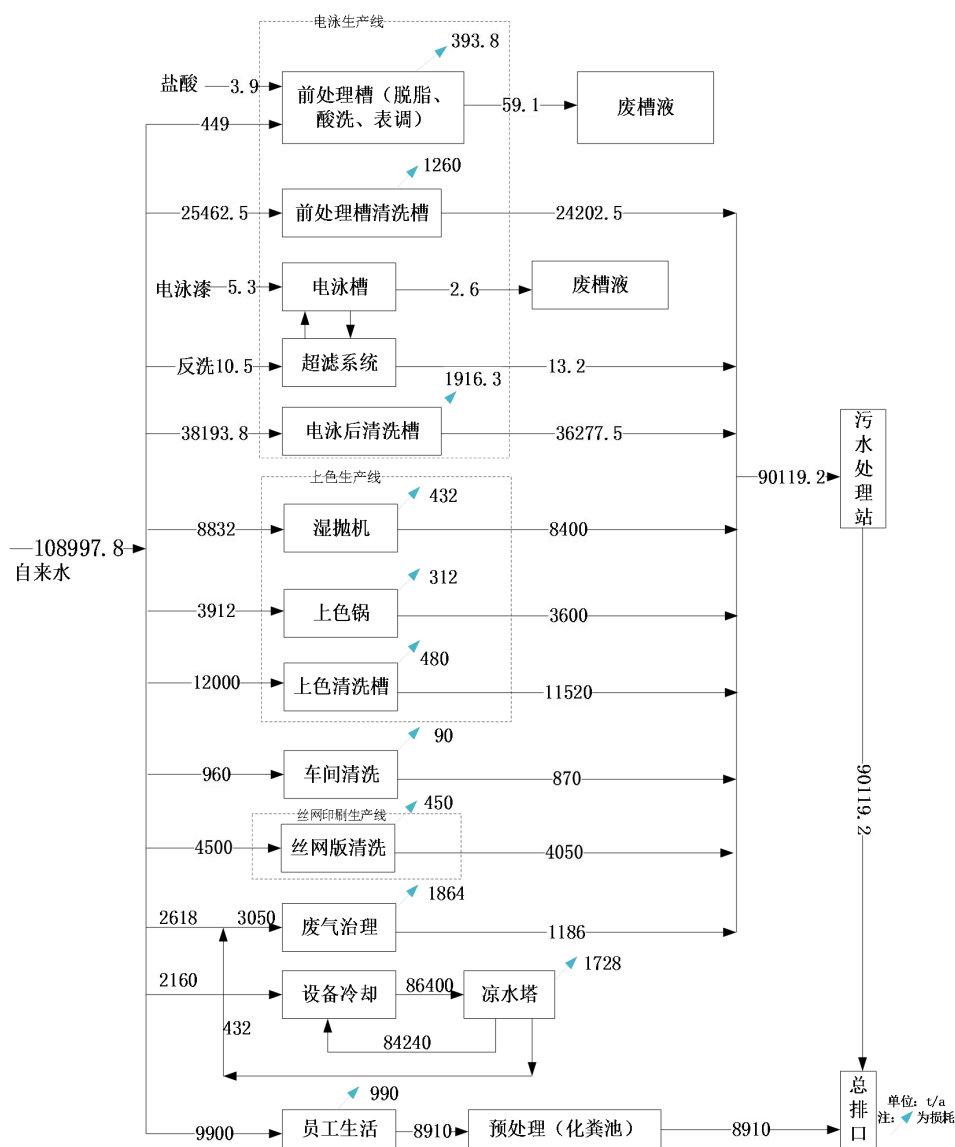 电泳生产线
393.8
盐酸
3.9
前处理槽（脱脂、
酸洗、表调）
59.1
废槽液
449
1260
25462.5
前处理槽清洗槽
24202.5
电泳漆
5.3
电泳槽
2.6
废槽液
反洗10.5
超滤系统
13.2
1916.3
38193.8
电泳后清洗槽
36277.5
污水处理站
90119.2
上色生产线
432
8832
湿抛机
8400
108997.8
自来水
312
3912
上色锅
3600
480
12000
上色清洗槽
11520
90
960
车间清洗
870
90119.2
450
丝网印刷生产线
4500
丝网版清洗
4050
1864
2618
3050
废气治理
1186
1728
2160
设备冷却
86400
凉水塔
432
84240
990
9900
员工生活
8910
预处理（化粪池）
8910
总排口
单位：t/a
注：为损耗